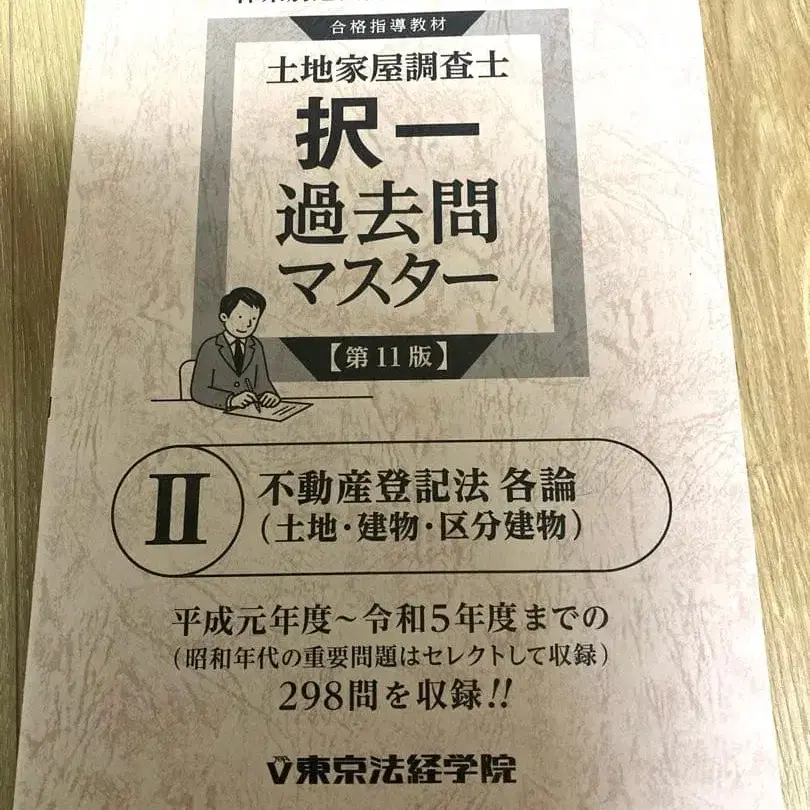 合格指導教材
土地家屋調査士
択一
過去問
マスター
【第11版】
II
不動産登記法 各論
(土地・建物・区分建物)
平成元年度~令和5年度までの
(昭和年代の重要問題はセレクトして収録)
298問を収録!!
東京法経学院